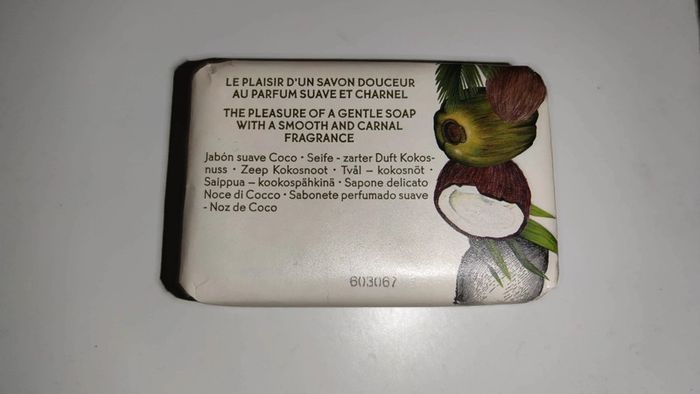 LE PLAISIR D'UN SAVON DOUCEUR
AU PARFUM SUAVE ET CHARNEL
THE PLEASURE OF A GENTLE SOAP
WITH A SMOOTH AND CARNAL
FRAGRANCE
Jabón suave Coco • Seife - zarter Duft Kokos-
nuss • Zeep Kokosnoot • Tvål – kokosnöt •
Saippua – kookospähkinä • Sapone delicato
Noce di Cocco • Sabonete perfumado suave
- Noz de Coco
603067